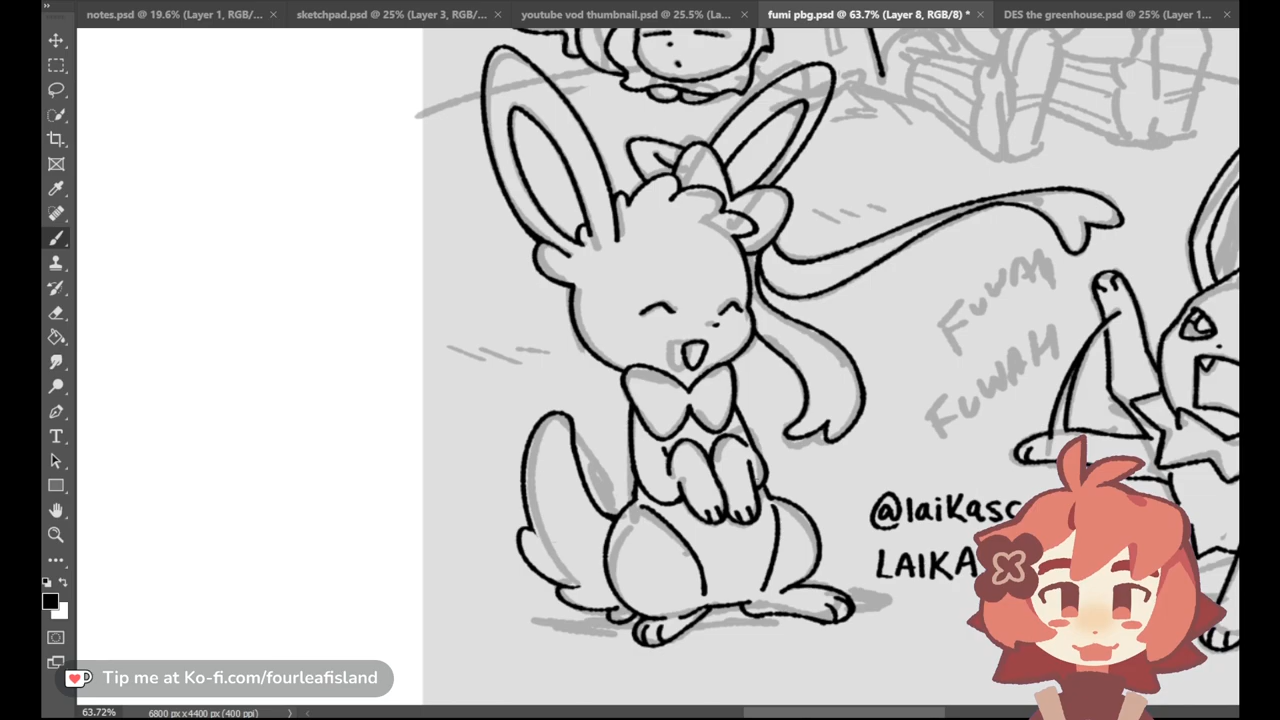 notes.psd @ 19.6% (Layer 1, RGB/...
sketchpad.psd @ 25% (Layer 3, RGB/...
youtube vod thumbnail.psd @ 25.5% (La...
fumi pbg.psd @ 63.7% (Layer 8, RGB/8) *
DES the greenhouse.psd @ 25% (Layer 1...
FUWAH
FUWAH
@laikasc
LAIKA
Tip me at Ko-fi.com/fourleafisland
63.72%
6800 px x 4400 px (400 ppi)